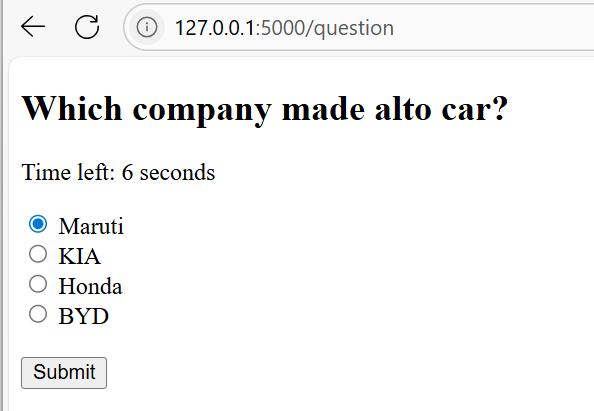 127.0.0.1:5000/question
Which company made alto car?
Time left: 6 seconds
Maruti
KIA
Honda
BYD
Submit